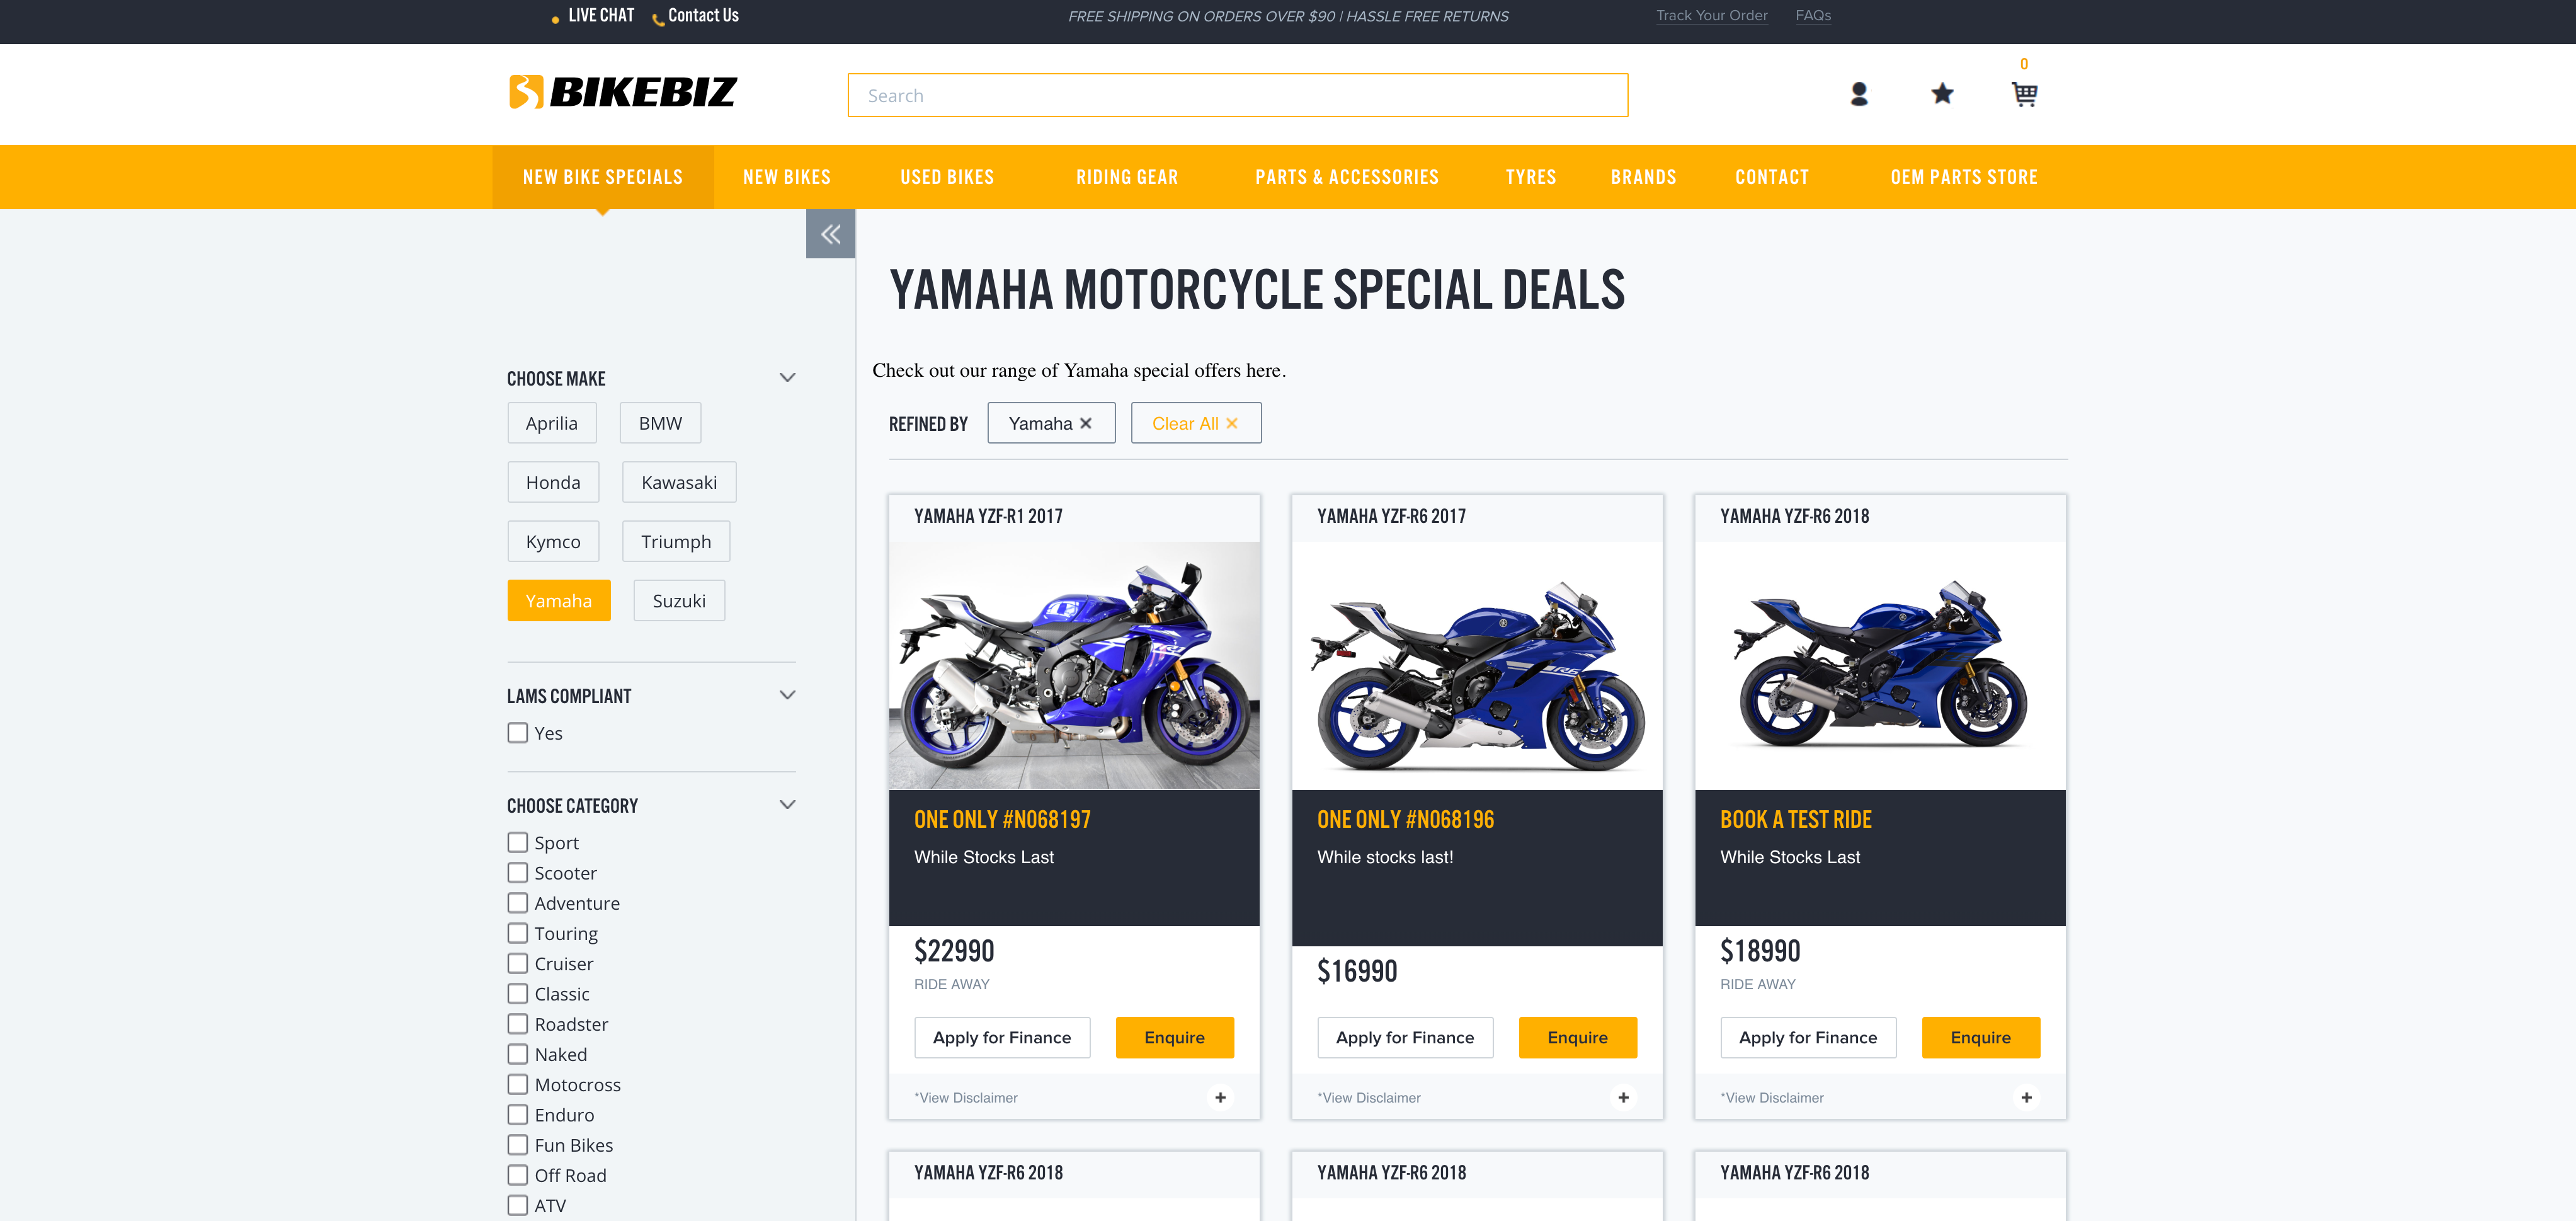 LIVE CHAT Contact Us FREE SHIPPING ON ORDERS OVER $90 | HASSLE FREE RETURNS Track Your Order FAQs
0
BIKEBIZ Search
NEW BIKE SPECIALS NEW BIKES USED BIKES RIDING GEAR PARTS & ACCESSORIES TYRES BRANDS CONTACT OEM PARTS STORE
CHOOSE MAKE
Aprilia BMW
Honda Kawasaki
Kymco Triumph
Yamaha Suzuki
LAMS COMPLIANT
Yes
CHOOSE CATEGORY
Sport
Scooter
Adventure
Touring
Cruiser
Classic
Roadster
Naked
Motocross
Enduro
Fun Bikes
Off Road
ATV
YAMAHA MOTORCYCLE SPECIAL DEALS
Check out our range of Yamaha special offers here.
REFINED BY Yamaha ✕ Clear All ✕
YAMAHA YZF-R1 2017
R1
ONE ONLY #N068197
While Stocks Last
$22990
RIDE AWAY
Apply for Finance Enquire
*View Disclaimer +
YAMAHA YZF-R6 2017
R6
ONE ONLY #N068196
While stocks last!
$16990
Apply for Finance Enquire
*View Disclaimer +
YAMAHA YZF-R6 2018
BOOK A TEST RIDE
While Stocks Last
$18990
RIDE AWAY
Apply for Finance Enquire
*View Disclaimer +
YAMAHA YZF-R6 2018
YAMAHA YZF-R6 2018
YAMAHA YZF-R6 2018